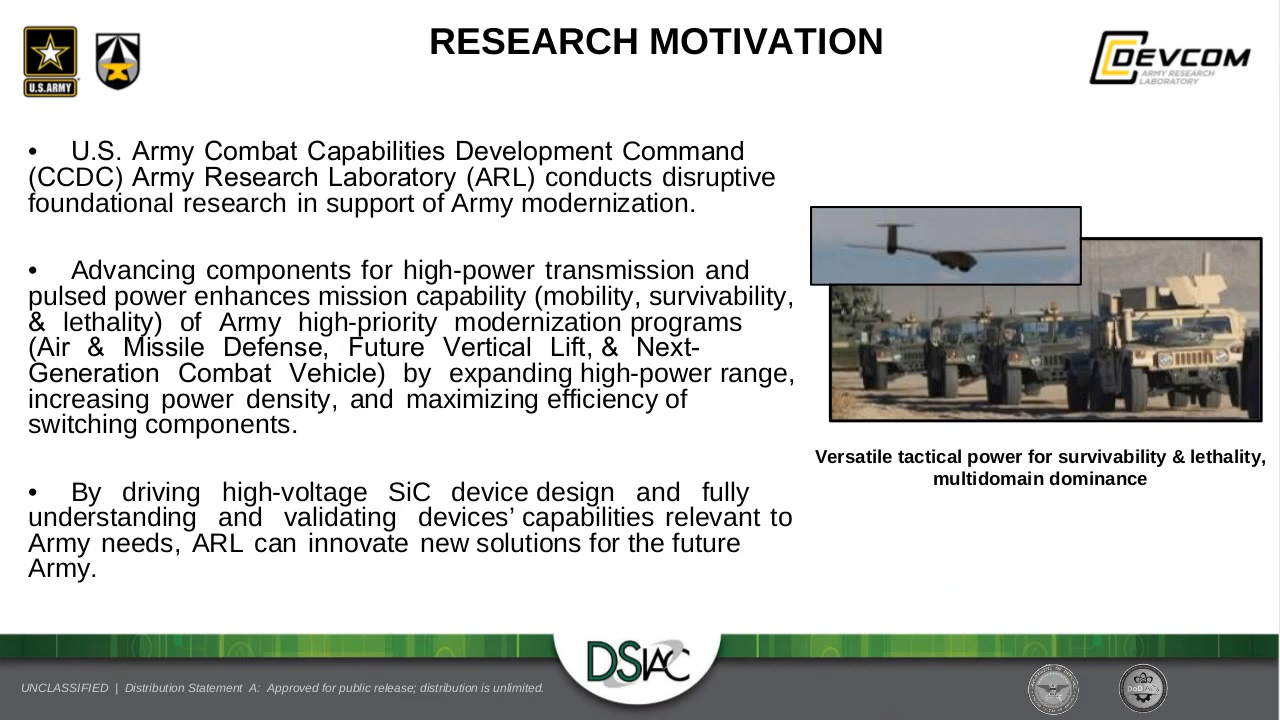 RESEARCH MOTIVATION
U.S.ARMY
DEVCOM
ARMY RESEARCH
LABORATORY
• U.S. Army Combat Capabilities Development Command
(CCDC) Army Research Laboratory (ARL) conducts disruptive
foundational research in support of Army modernization.
• Advancing components for high-power transmission and
pulsed power enhances mission capability (mobility, survivability,
& lethality) of Army high-priority modernization programs
(Air & Missile Defense, Future Vertical Lift, & Next-
Generation Combat Vehicle) by expanding high-power range,
increasing power density, and maximizing efficiency of
switching components.
• By driving high-voltage SiC device design and fully
understanding and validating devices’ capabilities relevant to
Army needs, ARL can innovate new solutions for the future
Army.
Versatile tactical power for survivability & lethality,
multidomain dominance
DSIAC
UNCLASSIFIED | Distribution Statement A: Approved for public release; distribution is unlimited.
DoD IACs